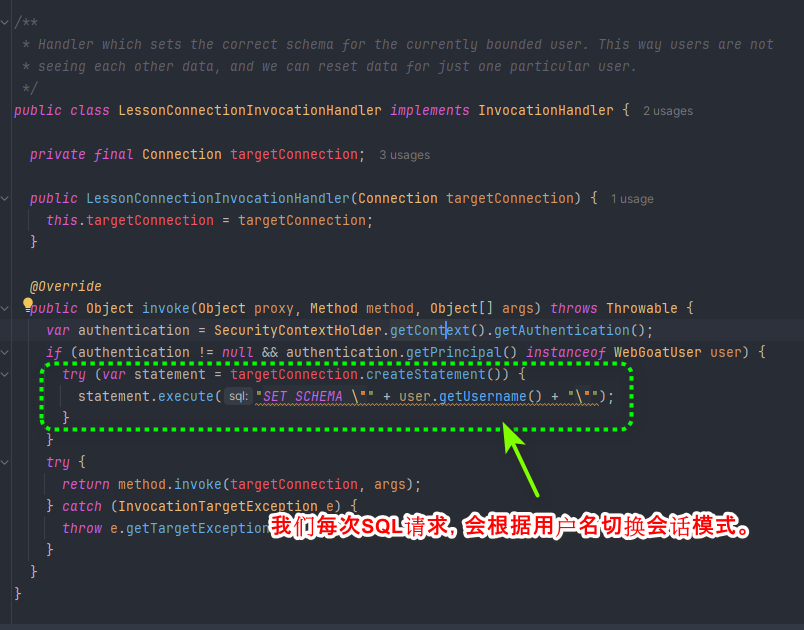 /**
 * Handler which sets the correct schema for the currently bounded user. This way users are not
 * seeing each other data, and we can reset data for just one particular user.
 */
public class LessonConnectionInvocationHandler implements InvocationHandler { 2 usages
private final Connection targetConnection; 3 usages
public LessonConnectionInvocationHandler(Connection targetConnection) { 1 usage
this.targetConnection = targetConnection;
}
@Override
public Object invoke(Object proxy, Method method, Object[] args) throws Throwable {
var authentication = SecurityContextHolder.getContext().getAuthentication();
if (authentication != null && authentication.getPrincipal() instanceof WebGoatUser user) {
try (var statement = targetConnection.createStatement()) {
statement.execute( sql: "SET SCHEMA \"" + user.getUsername() + "\"");
}
}
try {
return method.invoke(targetConnection, args);
} catch (InvocationTargetException e) {
throw e.getTargetException
我们每次SQL请求, 会根据用户名切换会话模式。
}
}
}